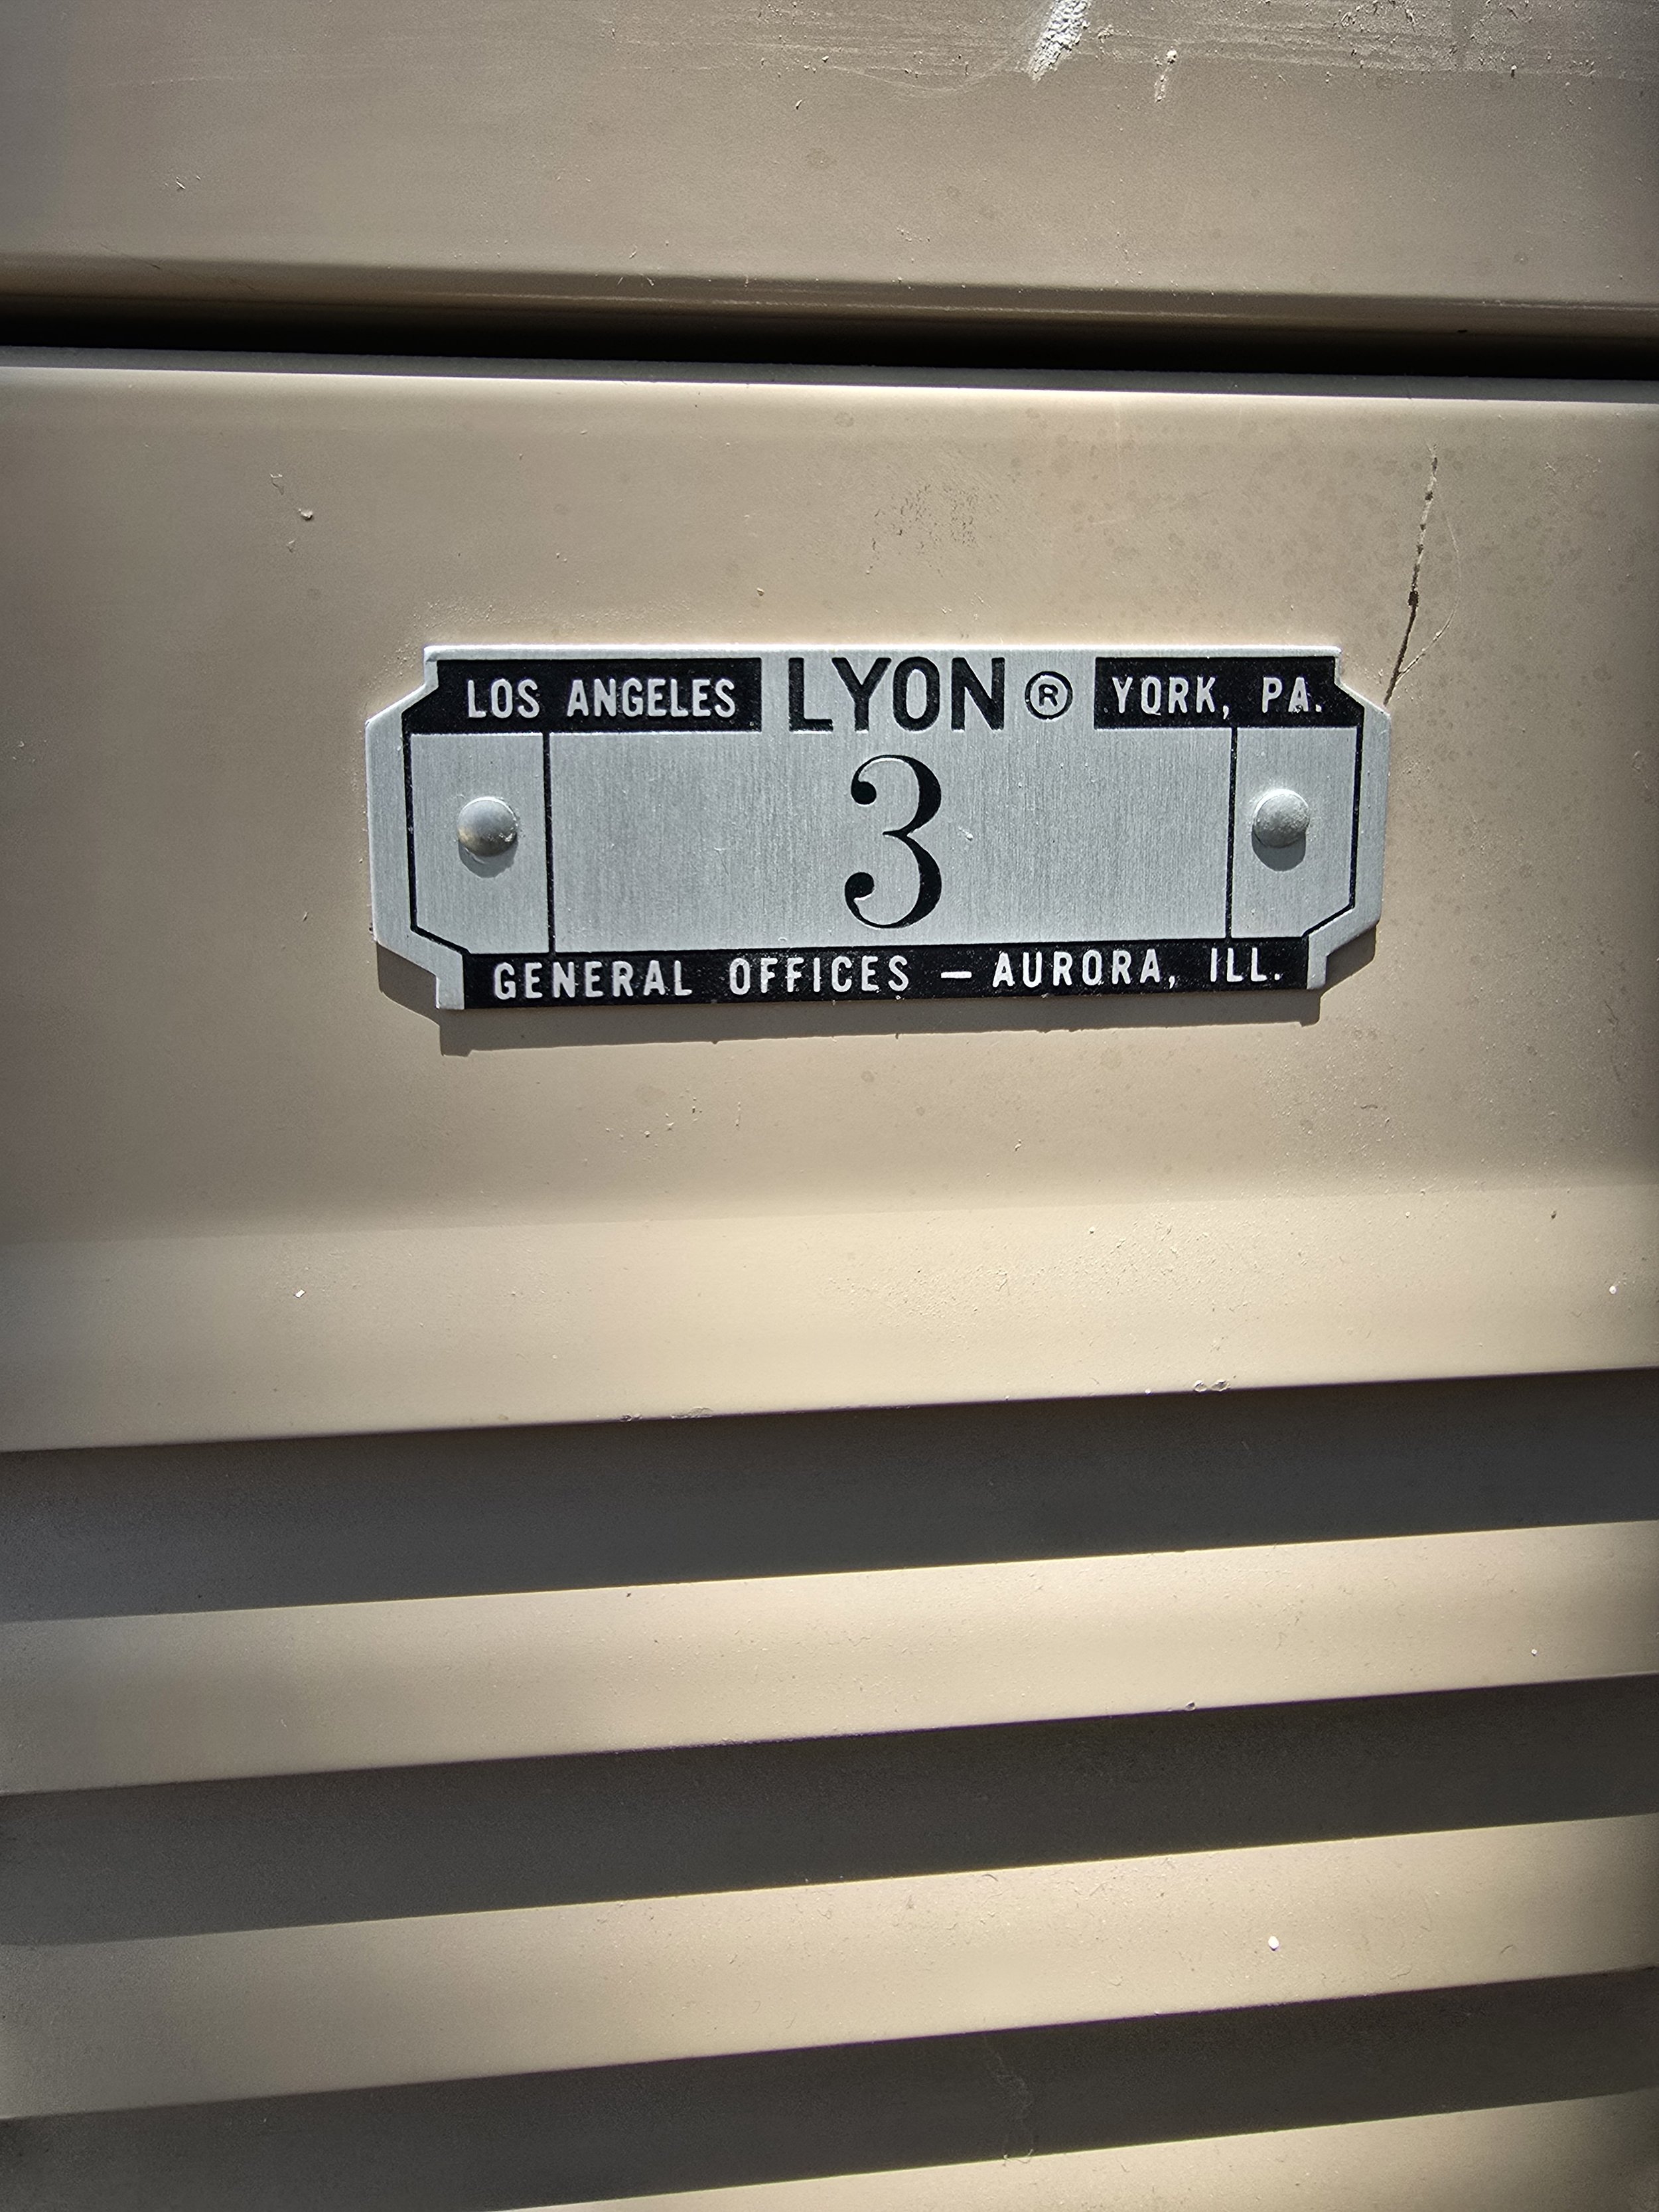 LOS ANGELES LYON® YORK, PA.
3
GENERAL OFFICES — AURORA, ILL.